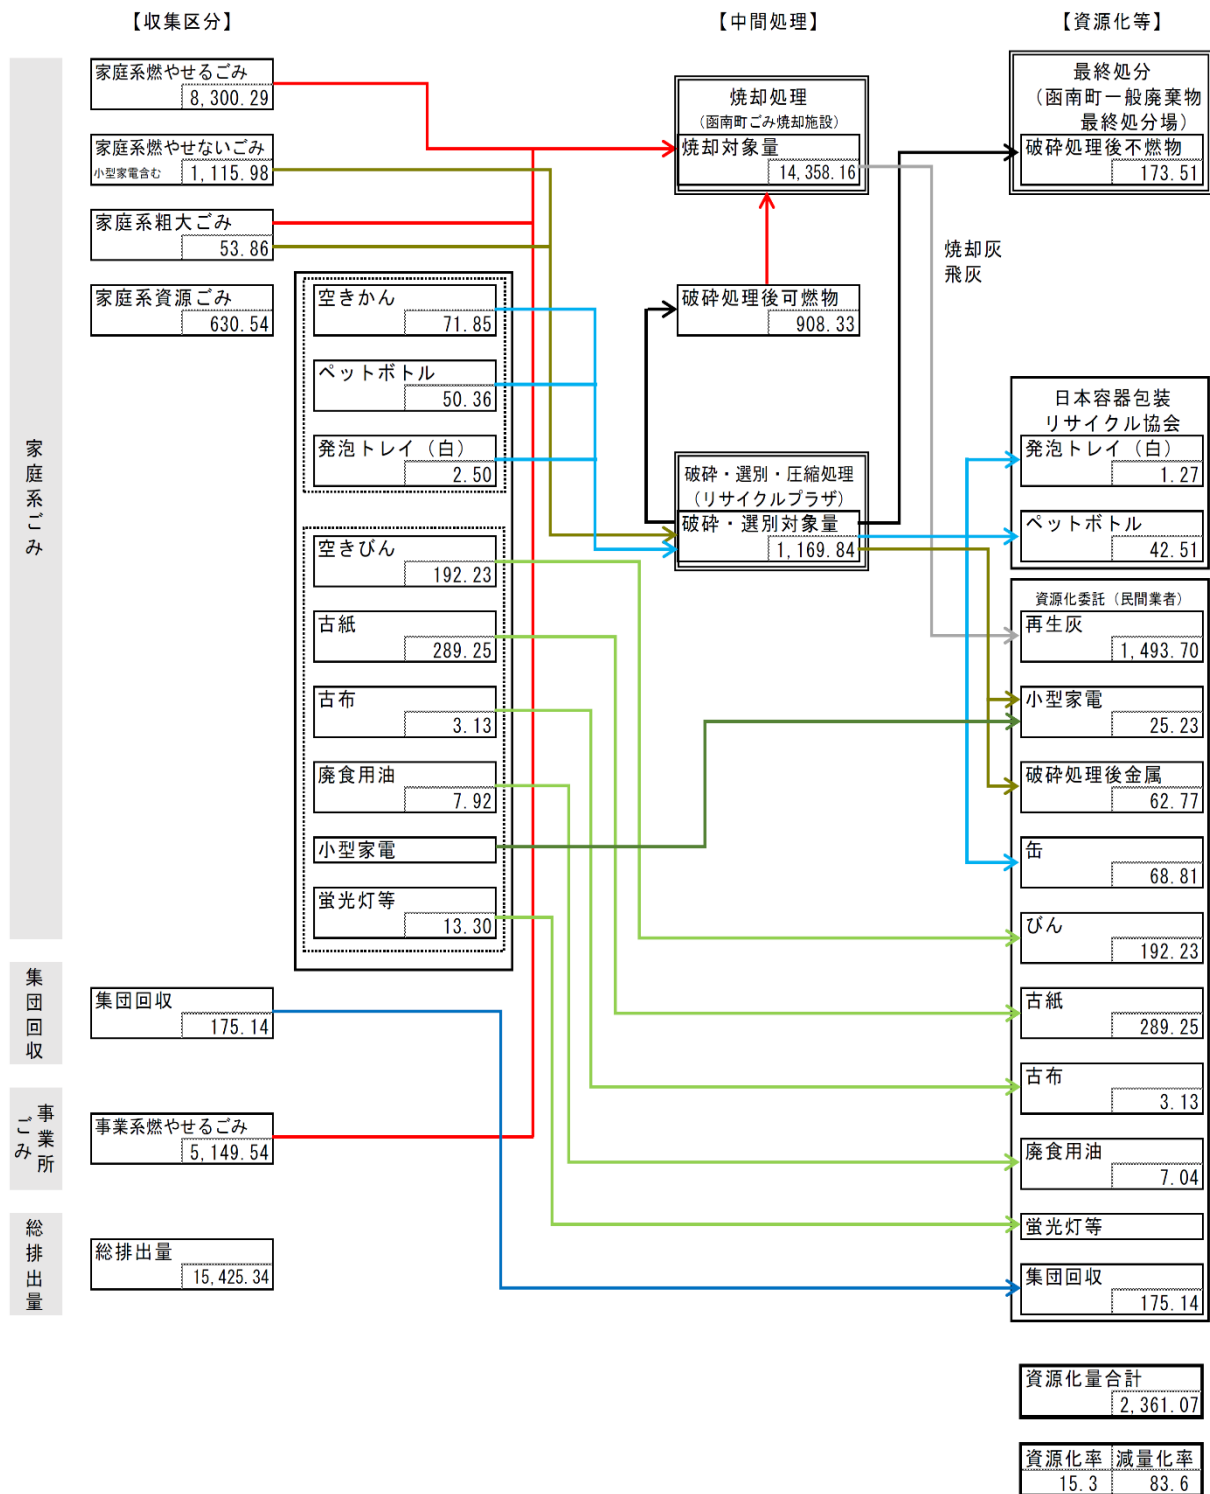 【収集区分】
【中間処理】
【資源化等】
家庭系ごみ
家庭系燃やせるごみ
8,300.29
家庭系燃やせないごみ
小型家電含む 1,115.98
家庭系粗大ごみ
53.86
家庭系資源ごみ
630.54
空きかん
71.85
ペットボトル
50.36
発泡トレイ（白）
2.50
空きびん
192.23
古紙
289.25
古布
3.13
廃食用油
7.92
小型家電
蛍光灯等
13.30
集団回収
集団回収
175.14
事業所
ごみ
事業系燃やせるごみ
5,149.54
総排出量
総排出量
15,425.34
焼却処理
（函南町ごみ焼却施設）
焼却対象量
14,358.16
破砕処理後可燃物
908.33
破砕・選別・圧縮処理
（リサイクルプラザ）
破砕・選別対象量
1,169.84
焼却灰
飛灰
最終処分
（函南町一般廃棄物
最終処分場）
破砕処理後不燃物
173.51
日本容器包装
リサイクル協会
発泡トレイ（白）
1.27
ペットボトル
42.51
資源化委託（民間業者）
再生灰
1,493.70
小型家電
25.23
破砕処理後金属
62.77
缶
68.81
びん
192.23
古紙
289.25
古布
3.13
廃食用油
7.04
蛍光灯等
集団回収
175.14
資源化量合計
2,361.07
資源化率 減量化率
15.3 83.6